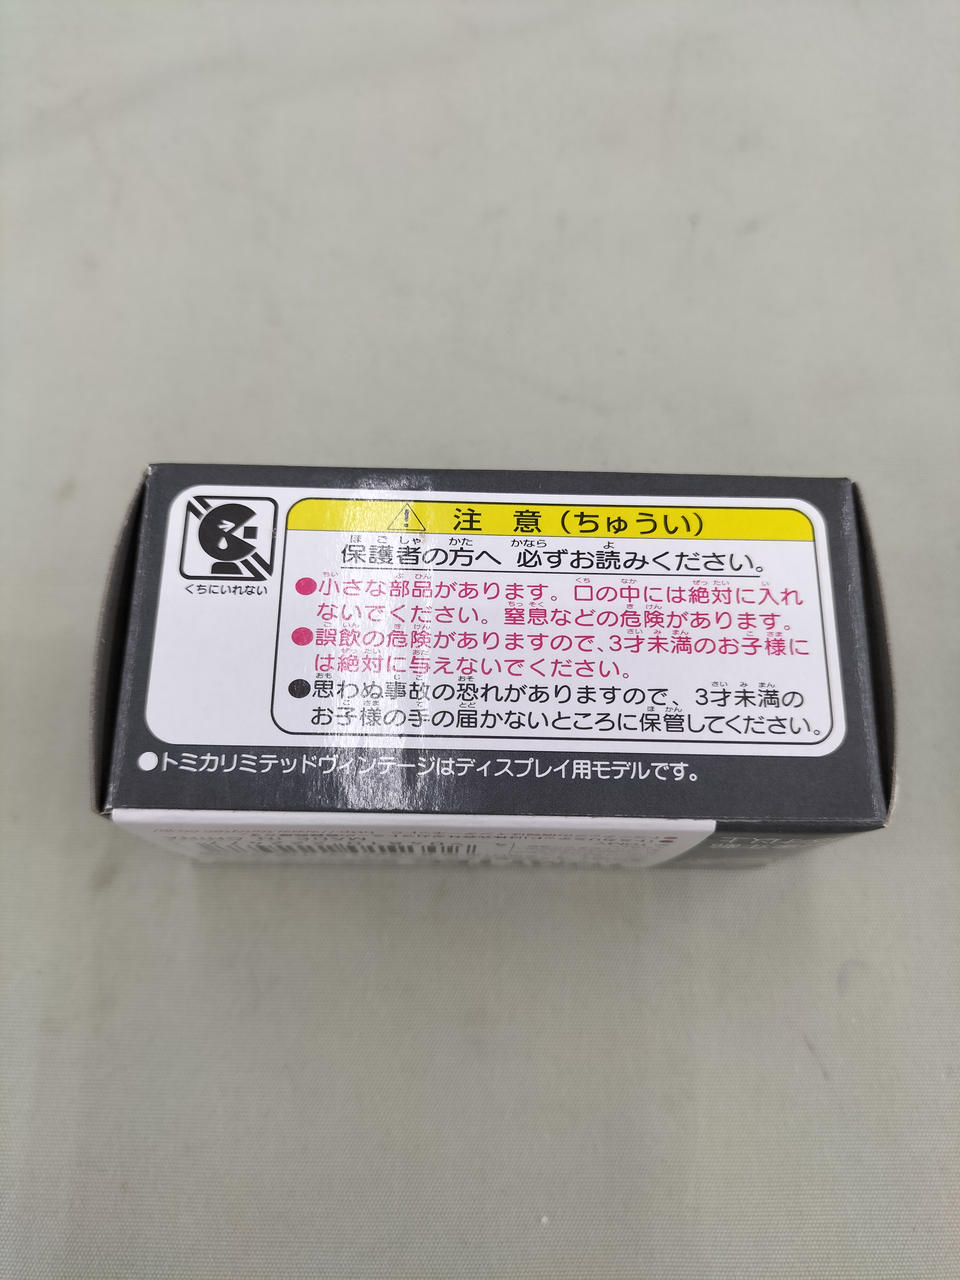 くちにいれない
注 意（ちゅうい）
保護者の方へ 必ずお読みください。
●小さな部品があります。口の中には絶対に入れ
ないでください。窒息などの危険があります。
●誤飲の危険がありますので、3才未満のお子様に
は絶対に与えないでください。
●思わぬ事故の恐れがありますので、3才未満の
お子様の手の届かないところに保管してください。
●トミカリミテッドヴィンテージはディスプレイ用モデルです。